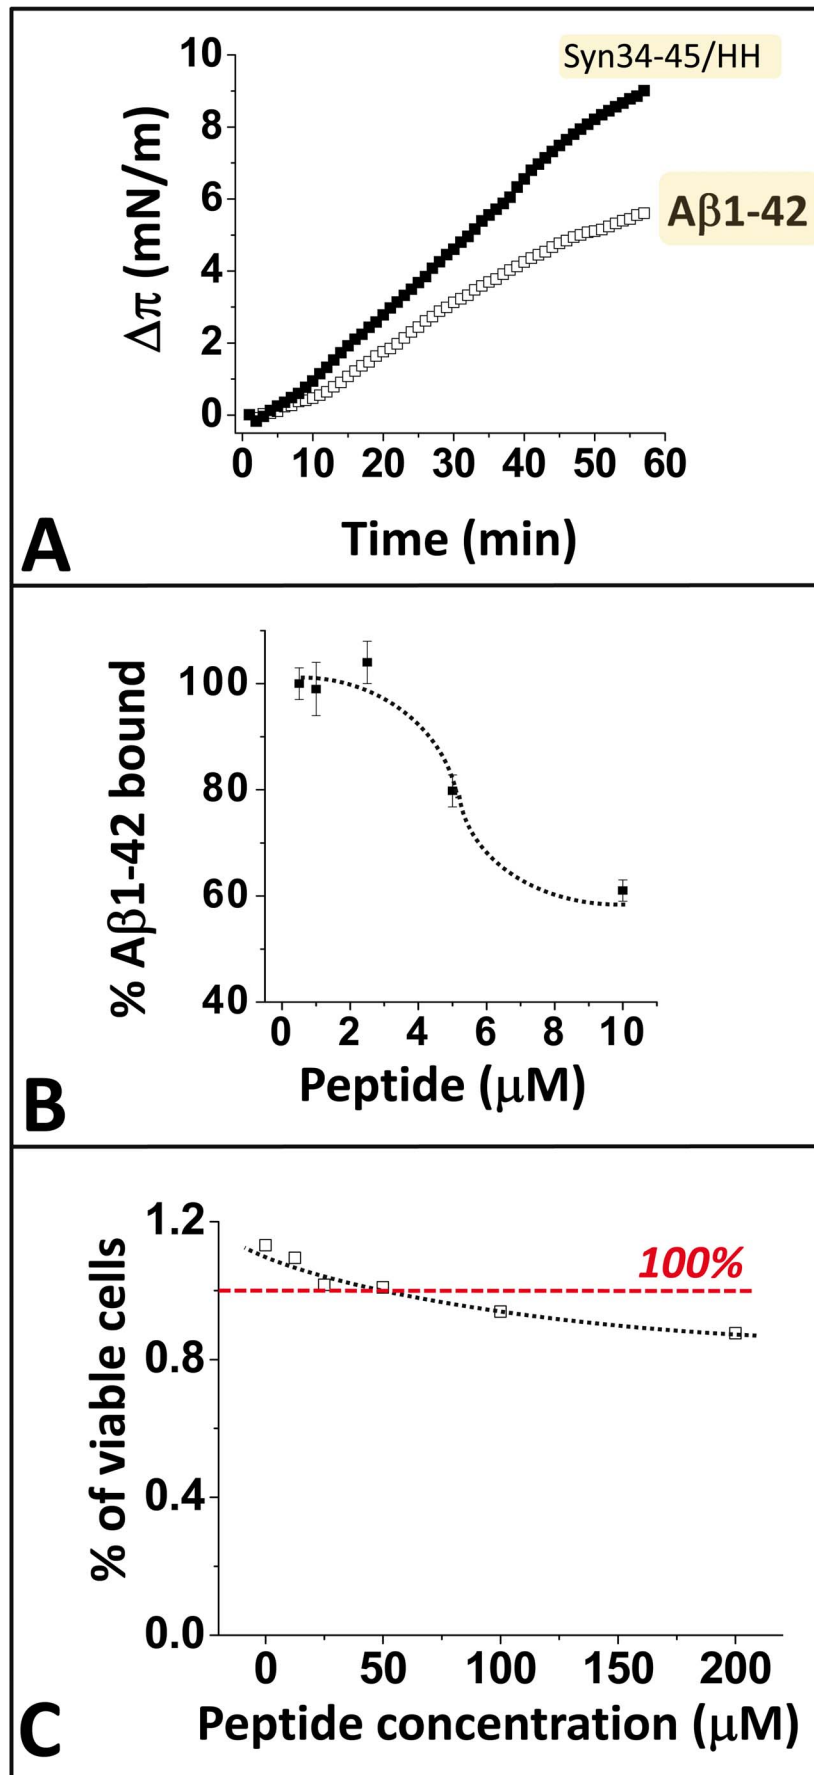 10
Syn34-45/HH
8
6
Aβ1-42
4
2
0
Δπ (mN/m)
0 10 20 30 40 50 60
Time (min)
A
100
80
60
40
% Aβ1-42 bound
0 2 4 6 8 10
Peptide (μM)
B
1.2
100%
0.8
0.4
0.0
% of viable cells
0 50 100 150 200
Peptide concentration (μM)
C